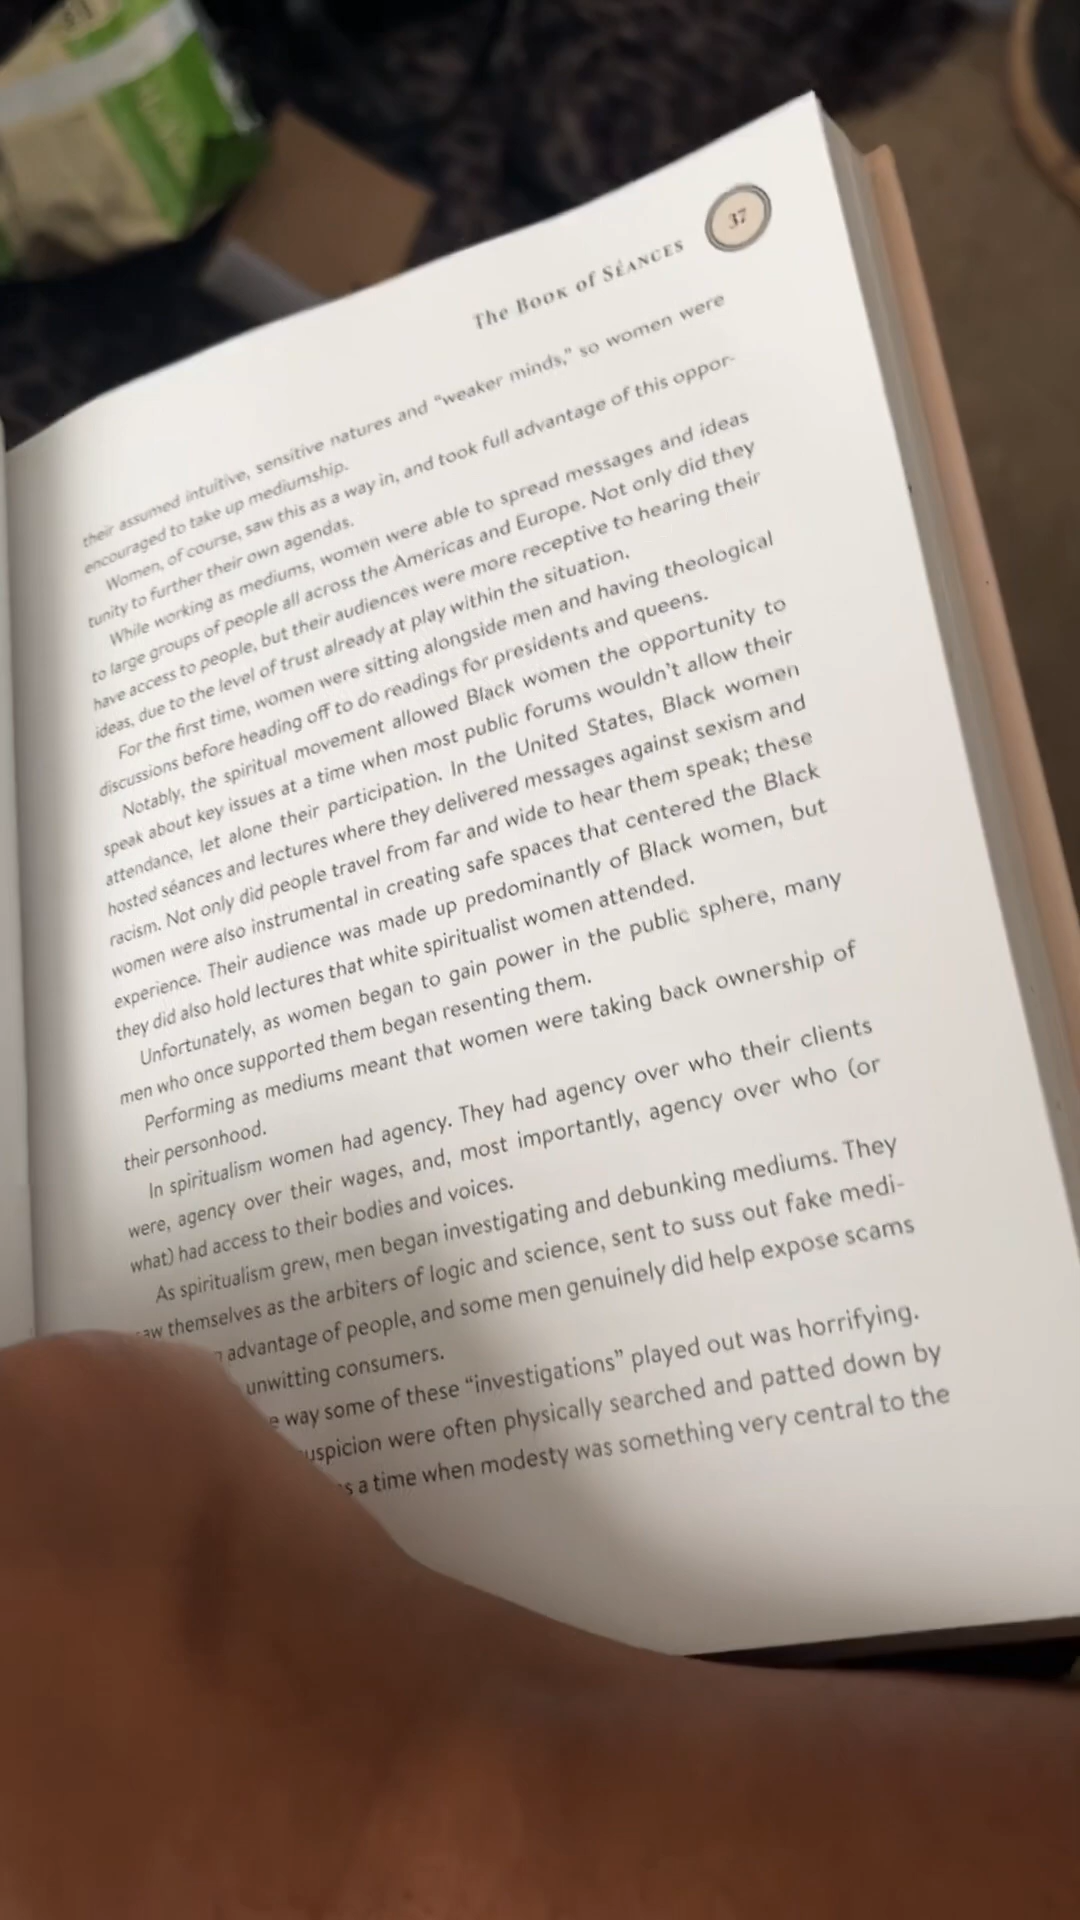 The Book of Séances
37
their assumed intuitive, sensitive natures and “weaker minds,” so women were
encouraged to take up mediumship.
Women, of course, saw this as a way in, and took full advantage of this oppor-
tunity to further their own agendas.
While working as mediums, women were able to spread messages and ideas
to large groups of people all across the Americas and Europe. Not only did they
have access to people, but their audiences were more receptive to hearing their
ideas, due to the level of trust already at play within the situation.
For the first time, women were sitting alongside men and having theological
discussions before heading off to do readings for presidents and queens.
Notably, the spiritual movement allowed Black women the opportunity to
speak about key issues at a time when most public forums wouldn’t allow their
attendance, let alone their participation. In the United States, Black women
hosted séances and lectures where they delivered messages against sexism and
racism. Not only did people travel from far and wide to hear them speak; these
women were also instrumental in creating safe spaces that centered the Black
experience. Their audience was made up predominantly of Black women, but
they did also hold lectures that white spiritualist women attended.
Unfortunately, as women began to gain power in the public sphere, many
men who once supported them began resenting them.
Performing as mediums meant that women were taking back ownership of
their personhood.
In spiritualism women had agency. They had agency over who their clients
were, agency over their wages, and, most importantly, agency over who (or
what) had access to their bodies and voices.
As spiritualism grew, men began investigating and debunking mediums. They
themselves as the arbiters of logic and science, sent to suss out fake medi-
advantage of people, and some men genuinely did help expose scams
unwitting consumers.
way some of these “investigations” played out was horrifying.
were often physically searched and patted down by
a time when modesty was something very central to the